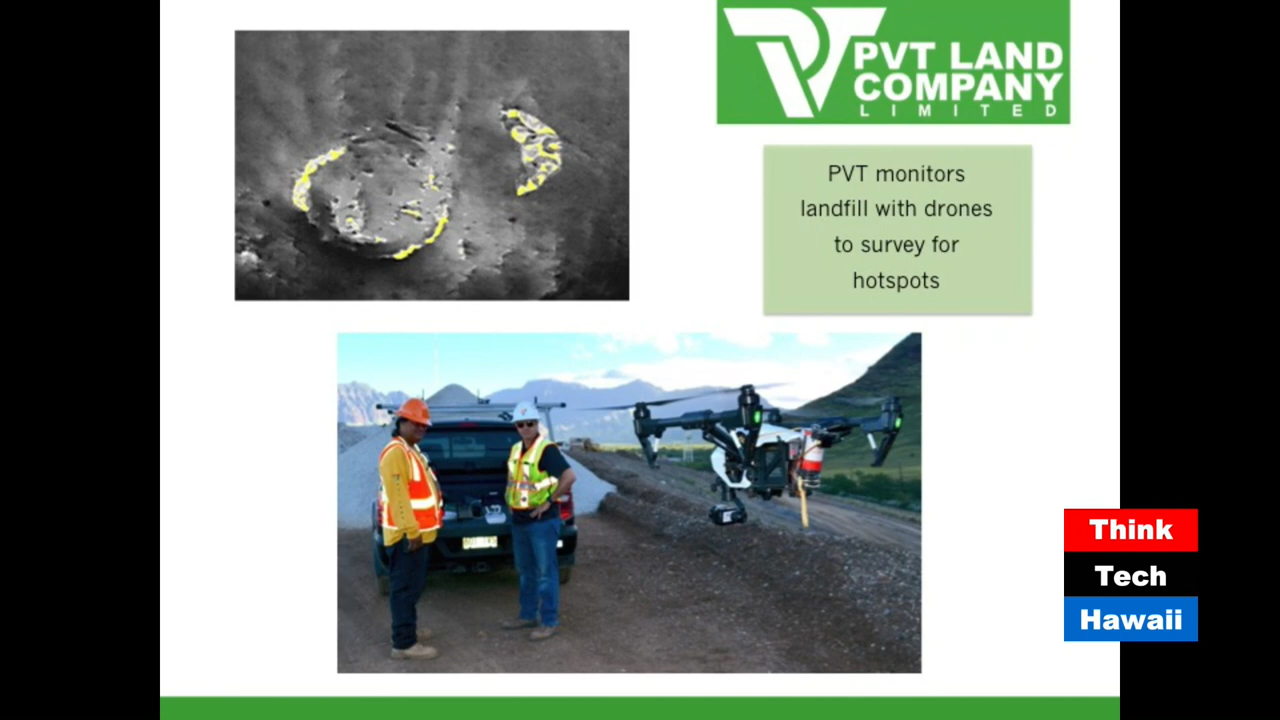 PVT LAND
COMPANY
LIMITED
PVT monitors
landfill with drones
to survey for
hotspots
Think
Tech
Hawaii